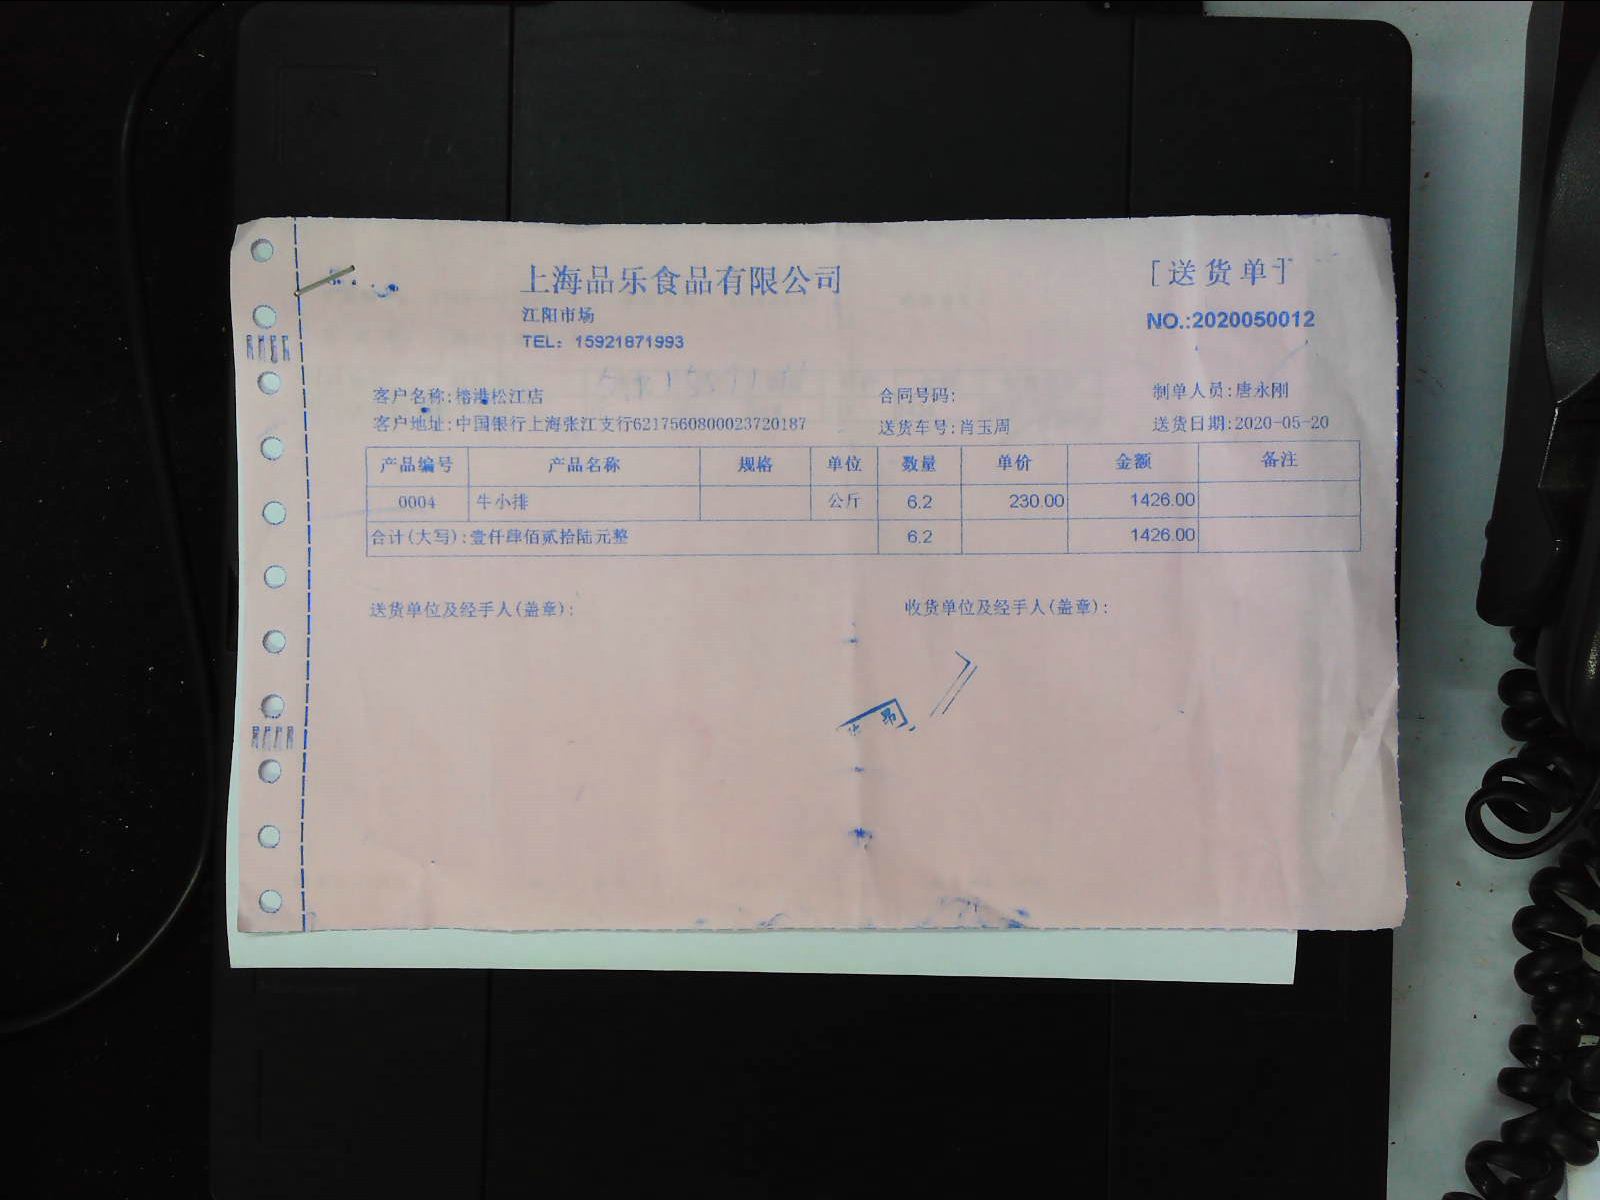 上海品乐食品有限公司
[送货单]
江阳市场
NO.:2020050012
TEL: 15921871993
客户名称:榕港松江店
合同号码:
制单人员:唐永刚
客户地址:中国银行上海张江支行6217560800023720187
送货车号:肖玉周
送货日期:2020-05-20
产品编号 产品名称 规格 单位 数量 单价 金额 备注
0004 牛小排 公斤 6.2 230.00 1426.00
合计(大写):壹仟肆佰贰拾陆元整 6.2 1426.00
送货单位及经手人(盖章):
收货单位及经手人(盖章):